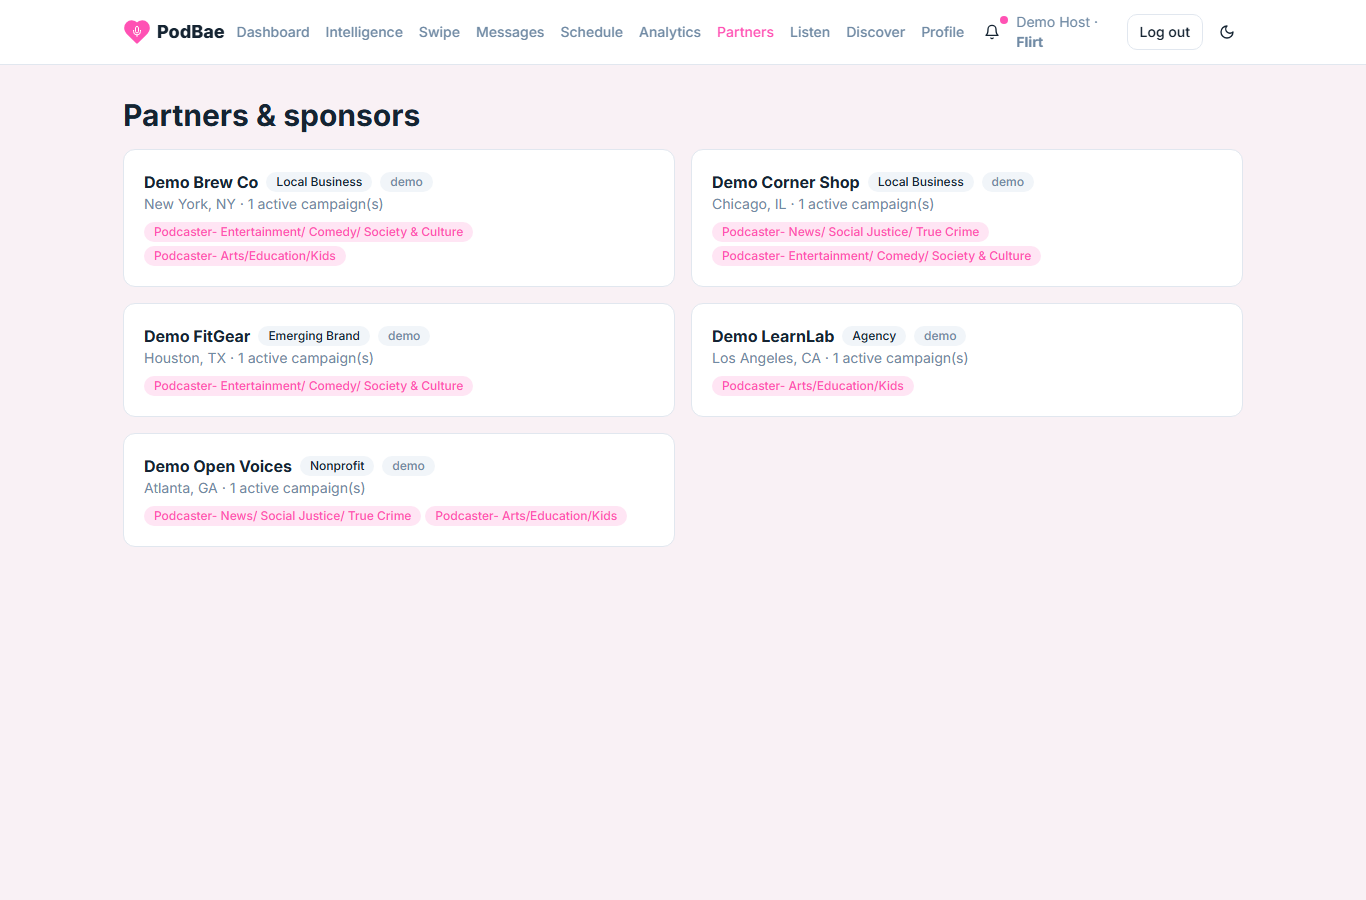 PodBae Dashboard Intelligence Swipe Messages Schedule Analytics Partners Listen Discover Profile Demo Host · Flirt Log out
Partners & sponsors
Demo Brew Co Local Business demo
New York, NY · 1 active campaign(s)
Podcaster- Entertainment/ Comedy/ Society & Culture
Podcaster- Arts/Education/Kids
Demo Corner Shop Local Business demo
Chicago, IL · 1 active campaign(s)
Podcaster- News/ Social Justice/ True Crime
Podcaster- Entertainment/ Comedy/ Society & Culture
Demo FitGear Emerging Brand demo
Houston, TX · 1 active campaign(s)
Podcaster- Entertainment/ Comedy/ Society & Culture
Demo LearnLab Agency demo
Los Angeles, CA · 1 active campaign(s)
Podcaster- Arts/Education/Kids
Demo Open Voices Nonprofit demo
Atlanta, GA · 1 active campaign(s)
Podcaster- News/ Social Justice/ True Crime Podcaster- Arts/Education/Kids